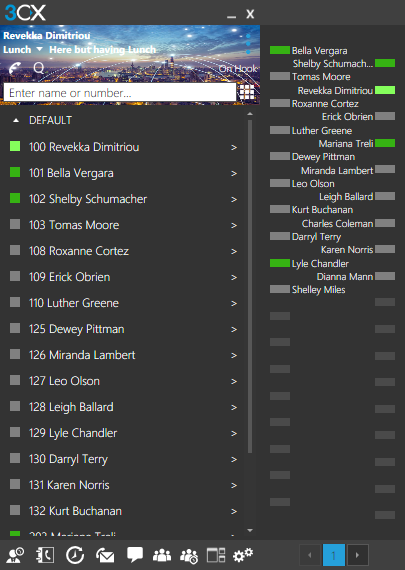 3CX
_ X
Revekka Dimitriou
Lunch Here but having Lunch
On Hook
Enter name or number...
DEFAULT
100 Revekka Dimitriou >
101 Bella Vergara >
102 Shelby Schumacher >
103 Tomas Moore >
108 Roxanne Cortez >
109 Erick Obrien >
110 Luther Greene >
125 Dewey Pittman >
126 Miranda Lambert >
127 Leo Olson >
128 Leigh Ballard >
129 Lyle Chandler >
130 Darryl Terry >
131 Karen Norris >
132 Kurt Buchanan >
203 Mariana Treli >
Bella Vergara
Shelby Schumach...
Tomas Moore
Revekka Dimitriou
Roxanne Cortez
Erick Obrien
Luther Greene
Mariana Treli
Dewey Pittman
Miranda Lambert
Leo Olson
Leigh Ballard
Kurt Buchanan
Charles Coleman
Darryl Terry
Karen Norris
Lyle Chandler
Dianna Mann
Shelley Miles
1